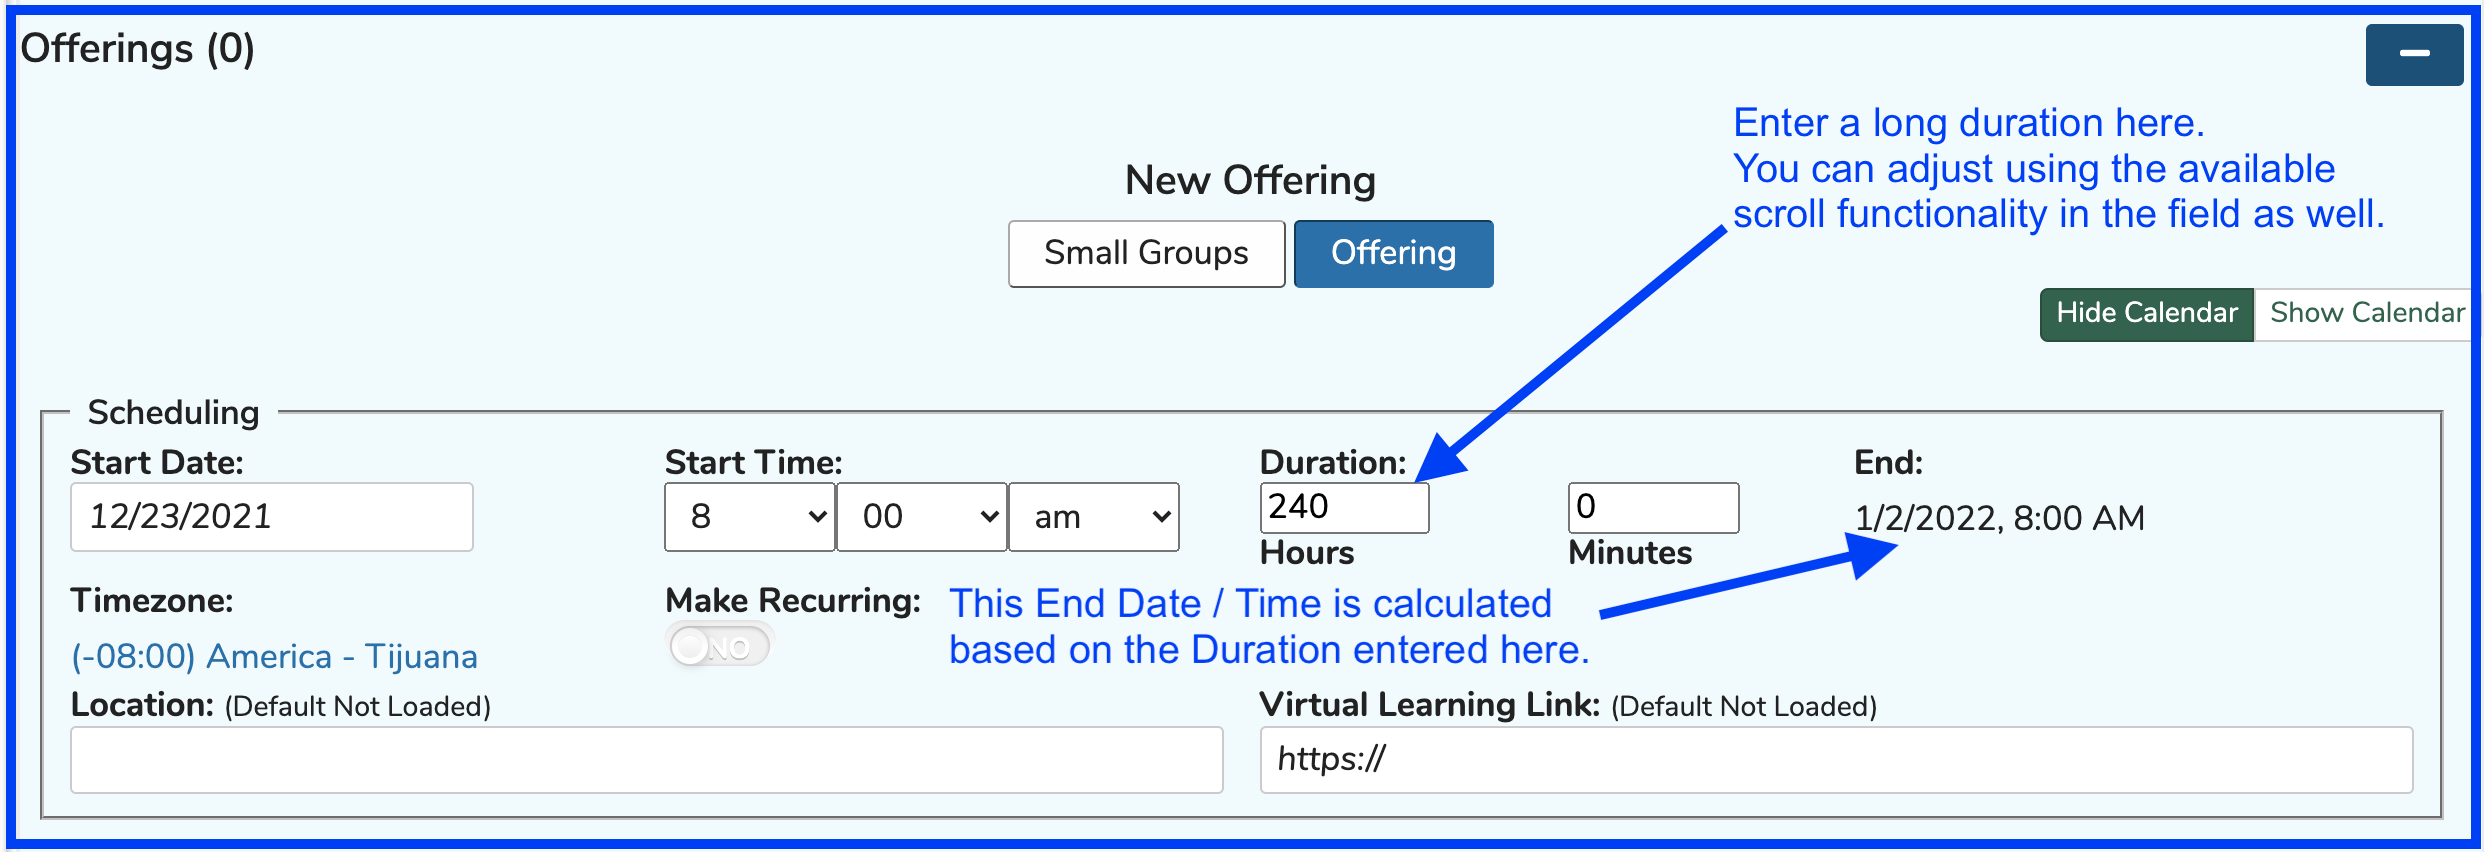 Offerings (0)
Enter a long duration here.
You can adjust using the available
scroll functionality in the field as well.
New Offering
Small Groups
Offering
Hide Calendar
Show Calendar
Scheduling
Start Date:
12/23/2021
Start Time:
8
00
am
Duration:
240
Hours
0
Minutes
End:
1/2/2022, 8:00 AM
Timezone:
(-08:00) America - Tijuana
Make Recurring:
NO
This End Date / Time is calculated
based on the Duration entered here.
Location: (Default Not Loaded)
Virtual Learning Link: (Default Not Loaded)
https://